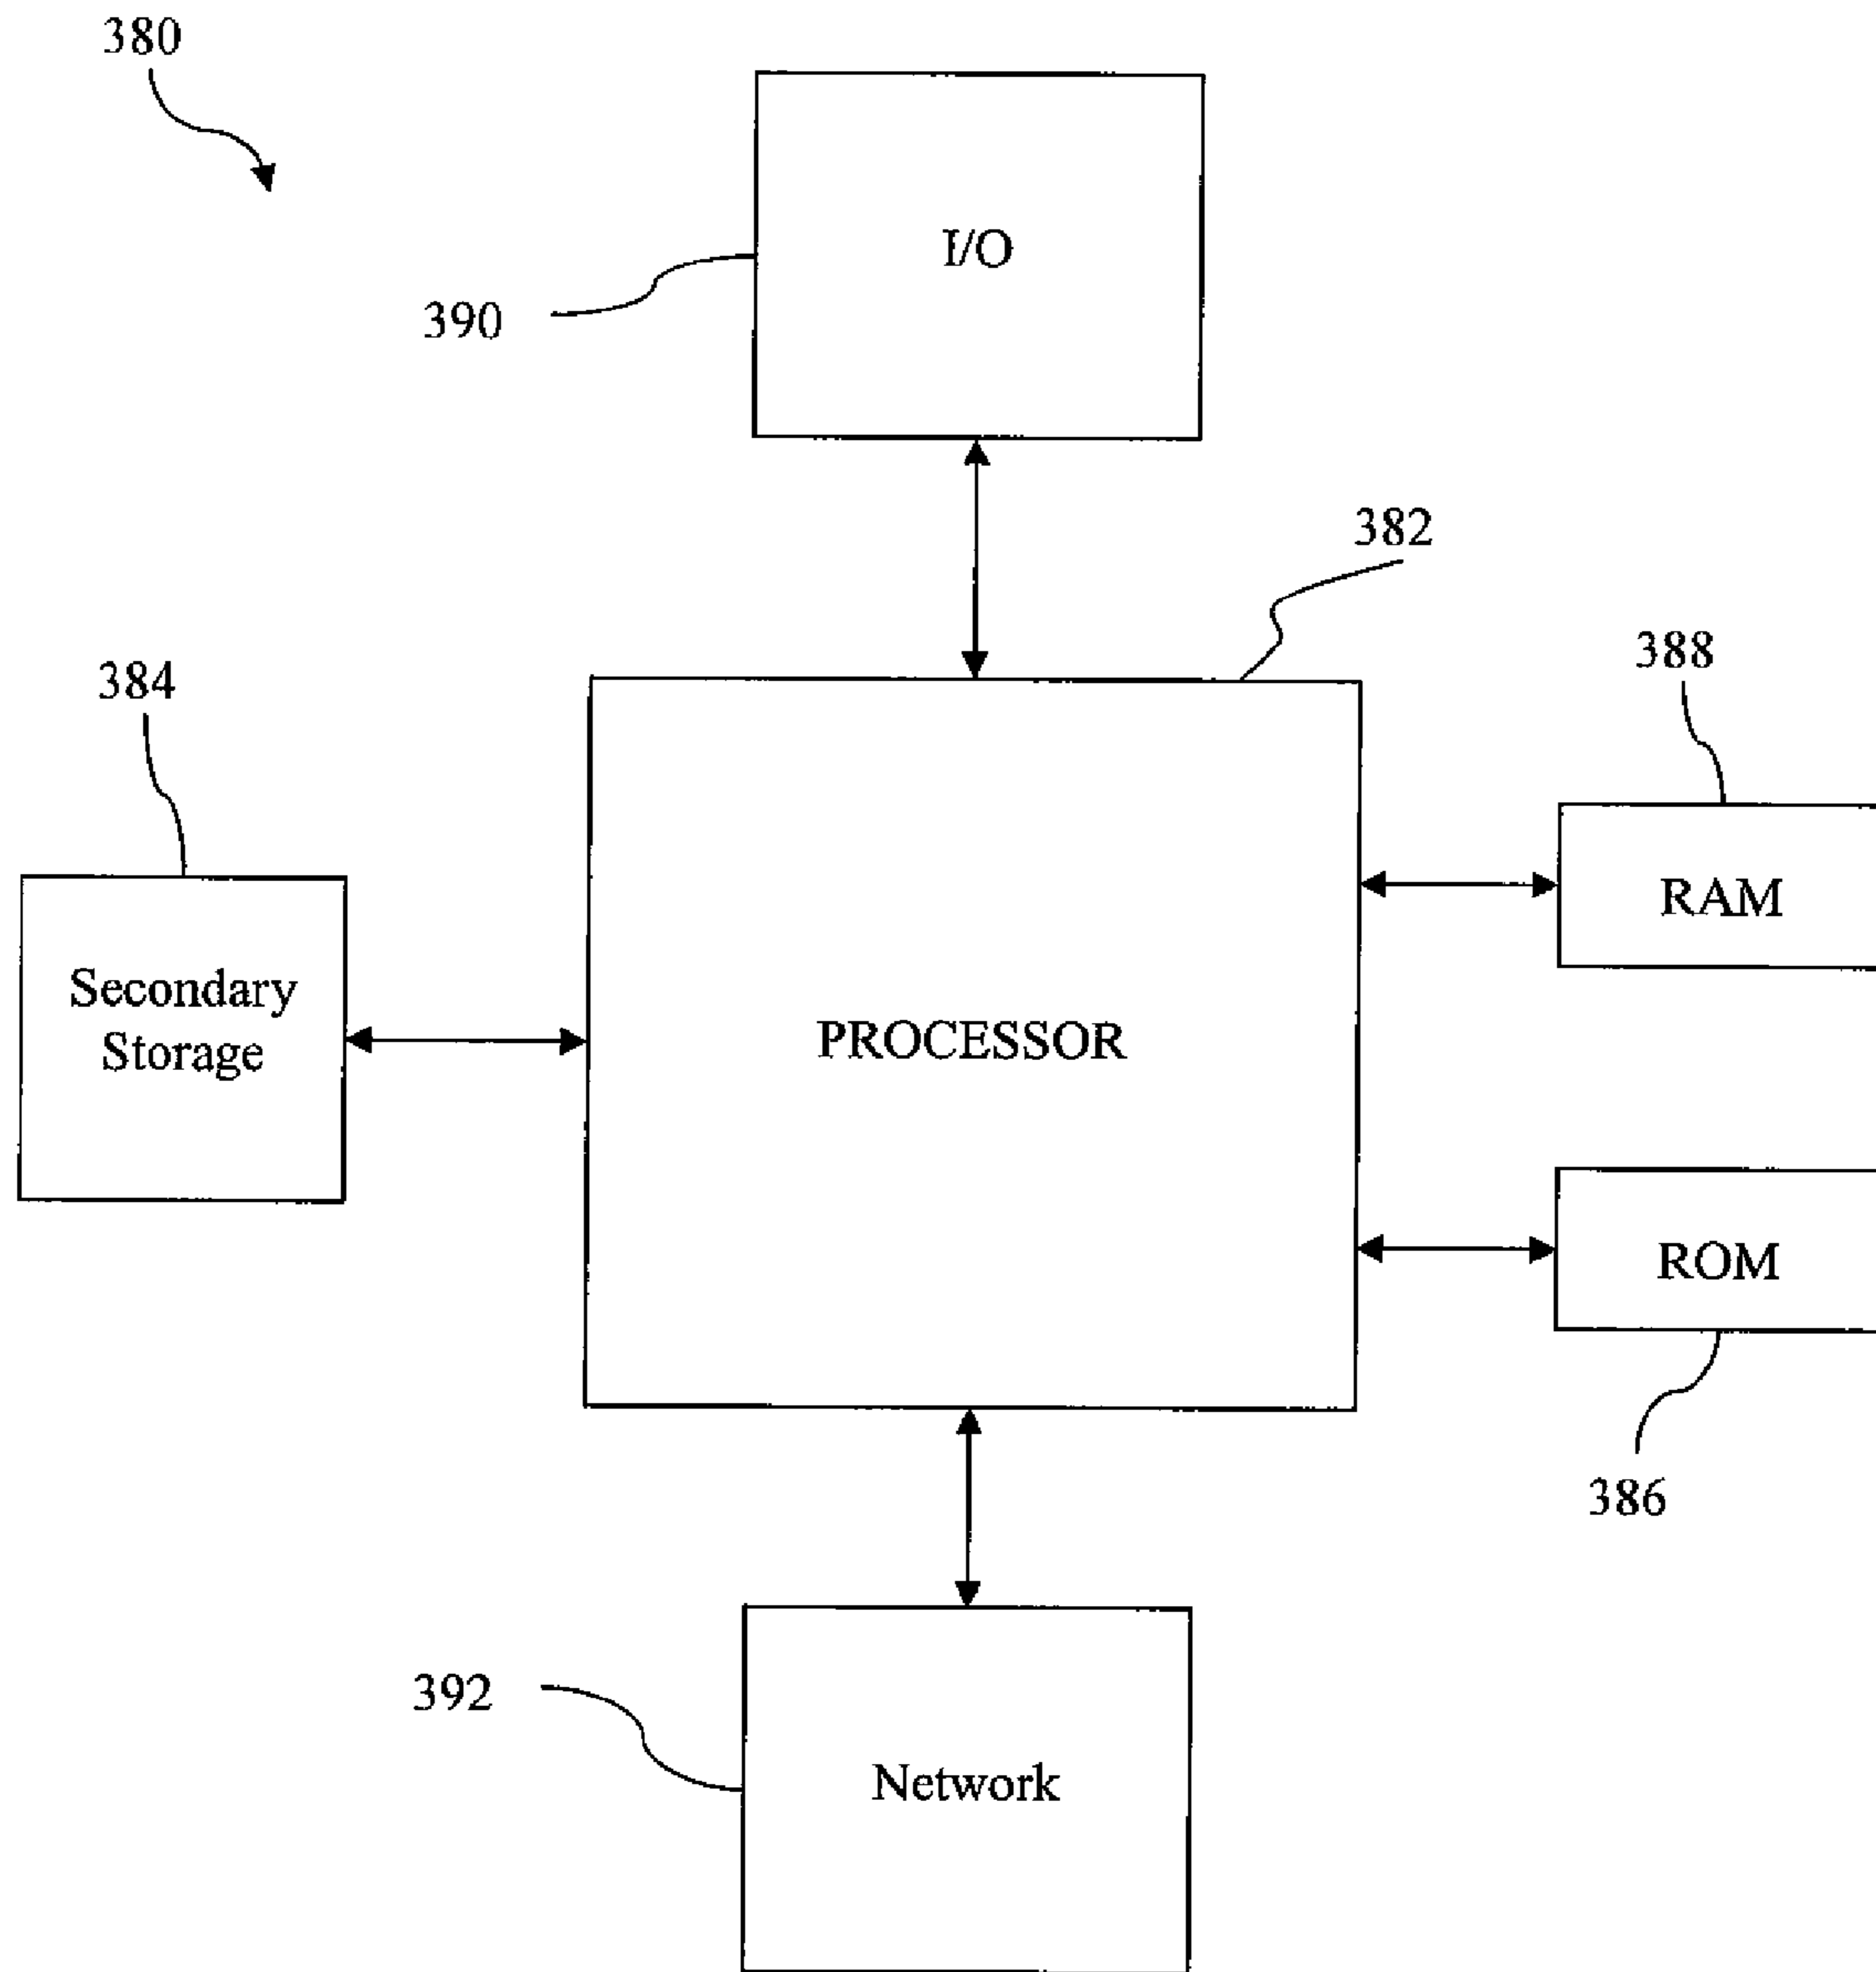 380
I/O
390
382
388
384
RAM
Secondary
Storage
PROCESSOR
ROM
386
392
Network